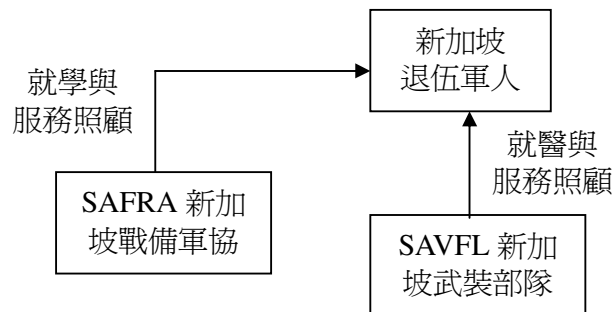 新加坡
退伍軍人
就學與
服務照顧
就醫與
服務照顧
SAFRA 新加
坡戰備軍協
SAVFL 新加
坡武裝部隊